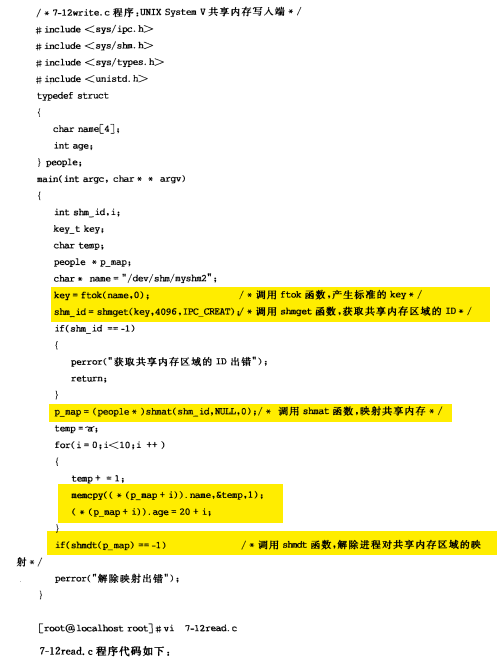 /*7-12write.c 程序:UNIX System V 共享内存写入端 */
#include <sys/ipc.h>
#include <sys/shm.h>
#include <sys/types.h>
#include <unistd.h>
typedef struct
{
char name[4];
int age;
} people;
main(int argc, char* * argv)
{
int shm_id,i;
key_t key;
char temp;
people *p_map;
char* name="/dev/shm/myshm2";
key=ftok(name,0); /*调用 ftok 函数,产生标准的 key*/
shm_id=shmget(key,4096,IPC_CREAT);/*调用 shmget 函数,获取共享内存区域的 ID*/
if(shm_id==-1)
{
perror("获取共享内存区域的 ID 出错");
return;
}
p_map=(people*)shmat(shm_id,NULL,0);/* 调用 shmat 函数,映射共享内存 */
temp='a';
for(i=0;i<10;i ++)
{
temp+ =1;
memcpy((*(p_map+i)).name,&temp,1);
(*(p_map+i)).age=20+i;
}
if(shmdt(p_map)==-1) /*调用 shmdt 函数,解除进程对共享内存区域的映
射*/
perror("解除映射出错");
}
[root@localhost root]#vi 7-12read.c
7-12read.c 程序代码如下: